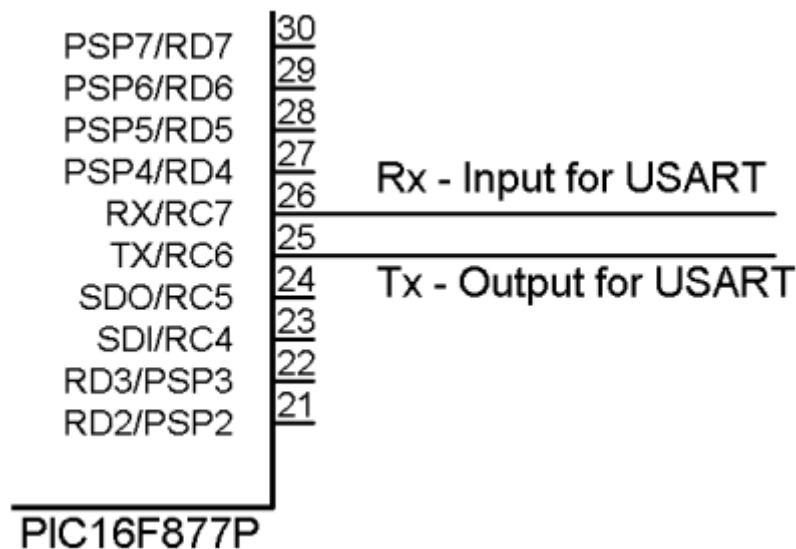 PSP7/RD7 30
PSP6/RD6 29
PSP5/RD5 28
PSP4/RD4 27
RX/RC7 26 Rx - Input for USART
TX/RC6 25
SDO/RC5 24 Tx - Output for USART
SDI/RC4 23
RD3/PSP3 22
RD2/PSP2 21
PIC16F877P